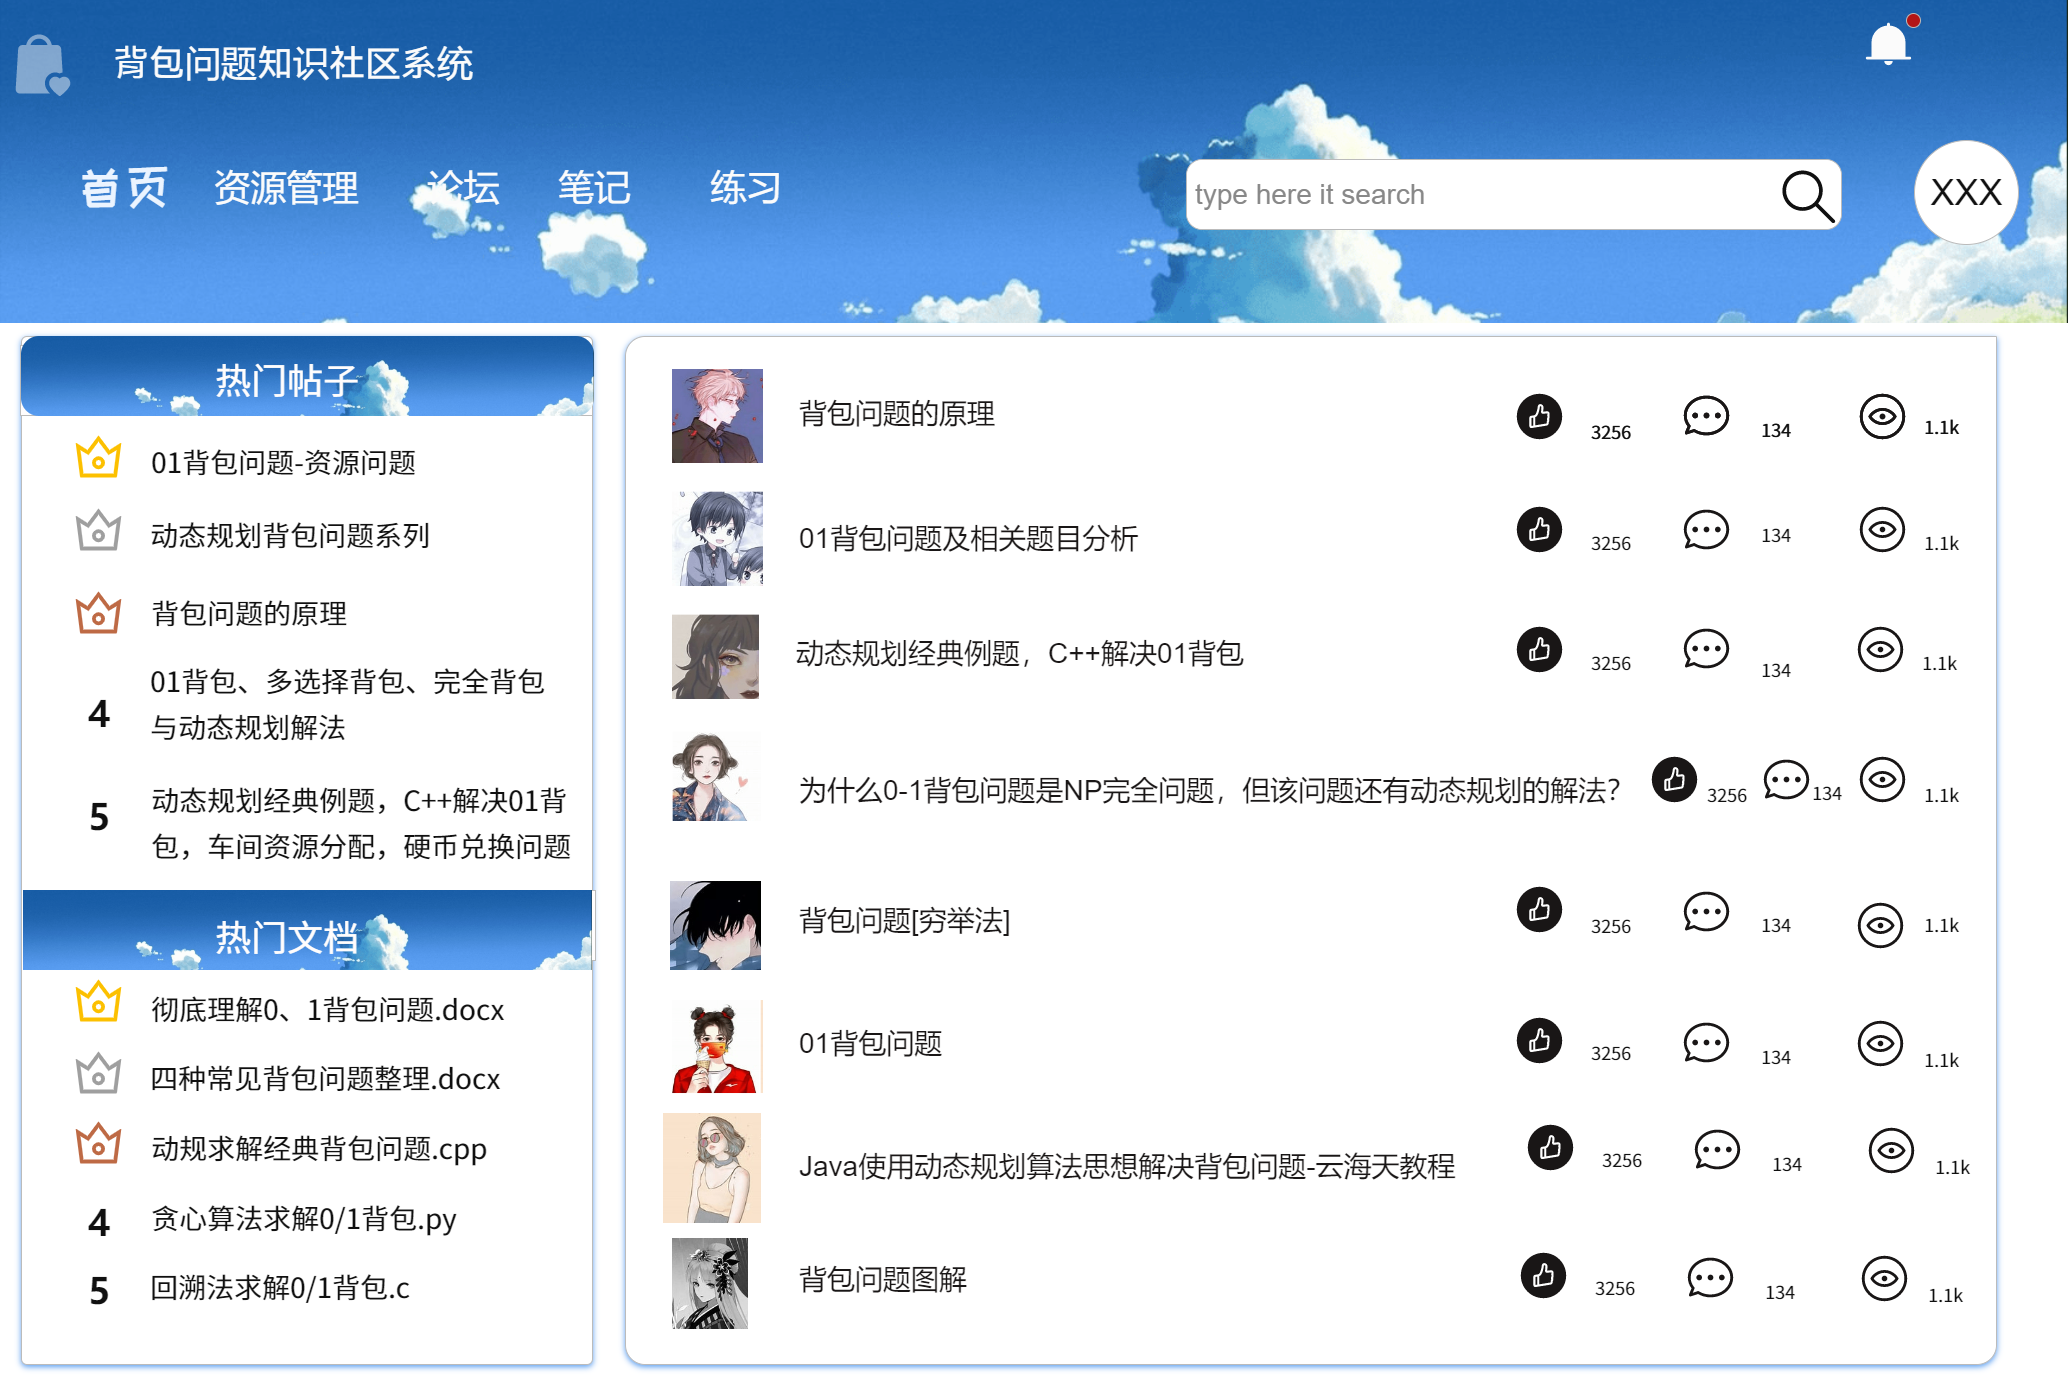 背包问题知识社区系统
首页 资源管理 论坛 笔记 练习
type here it search
XXX
热门帖子
01背包问题-资源问题
动态规划背包问题系列
背包问题的原理
4
01背包、多选择背包、完全背包
与动态规划解法
5
动态规划经典例题，C++解决01背
包，车间资源分配，硬币兑换问题
热门文档
彻底理解0、1背包问题.docx
四种常见背包问题整理.docx
动规求解经典背包问题.cpp
4 贪心算法求解0/1背包.py
5 回溯法求解0/1背包.c
背包问题的原理 3256 134 1.1k
01背包问题及相关题目分析 3256 134 1.1k
动态规划经典例题，C++解决01背包 3256 134 1.1k
为什么0-1背包问题是NP完全问题，但该问题还有动态规划的解法？ 3256 134 1.1k
背包问题[穷举法] 3256 134 1.1k
01背包问题 3256 134 1.1k
Java使用动态规划算法思想解决背包问题-云海天教程 3256 134 1.1k
背包问题图解 3256 134 1.1k